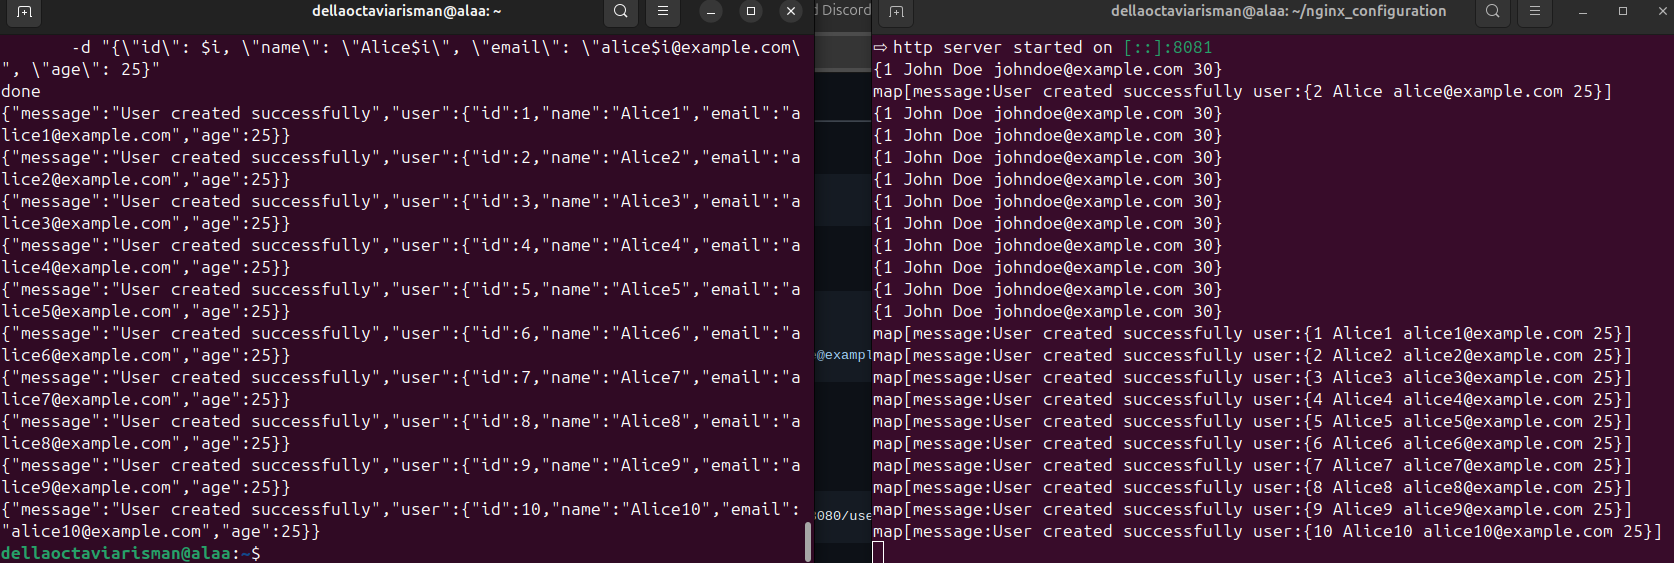 dellaoctaviarisman@alaa: ~
-d "{\"id\": $i, \"name\": \"Alice$i\", \"email\": \"alice$i@example.com\
", \"age\": 25}"
done
{"message":"User created successfully","user":{"id":1,"name":"Alice1","email":"a
lice1@example.com","age":25}}
{"message":"User created successfully","user":{"id":2,"name":"Alice2","email":"a
lice2@example.com","age":25}}
{"message":"User created successfully","user":{"id":3,"name":"Alice3","email":"a
lice3@example.com","age":25}}
{"message":"User created successfully","user":{"id":4,"name":"Alice4","email":"a
lice4@example.com","age":25}}
{"message":"User created successfully","user":{"id":5,"name":"Alice5","email":"a
lice5@example.com","age":25}}
{"message":"User created successfully","user":{"id":6,"name":"Alice6","email":"a
lice6@example.com","age":25}}
{"message":"User created successfully","user":{"id":7,"name":"Alice7","email":"a
lice7@example.com","age":25}}
{"message":"User created successfully","user":{"id":8,"name":"Alice8","email":"a
lice8@example.com","age":25}}
{"message":"User created successfully","user":{"id":9,"name":"Alice9","email":"a
lice9@example.com","age":25}}
{"message":"User created successfully","user":{"id":10,"name":"Alice10","email":
"alice10@example.com","age":25}}
dellaoctaviarisman@alaa:~$
d Discord
@exampl
8080/use
dellaoctaviarisman@alaa: ~/nginx_configuration
⇨ http server started on [::]:8081
{1 John Doe johndoe@example.com 30}
map[message:User created successfully user:{2 Alice alice@example.com 25}]
{1 John Doe johndoe@example.com 30}
{1 John Doe johndoe@example.com 30}
{1 John Doe johndoe@example.com 30}
{1 John Doe johndoe@example.com 30}
{1 John Doe johndoe@example.com 30}
{1 John Doe johndoe@example.com 30}
{1 John Doe johndoe@example.com 30}
{1 John Doe johndoe@example.com 30}
{1 John Doe johndoe@example.com 30}
{1 John Doe johndoe@example.com 30}
map[message:User created successfully user:{1 Alice1 alice1@example.com 25}]
map[message:User created successfully user:{2 Alice2 alice2@example.com 25}]
map[message:User created successfully user:{3 Alice3 alice3@example.com 25}]
map[message:User created successfully user:{4 Alice4 alice4@example.com 25}]
map[message:User created successfully user:{5 Alice5 alice5@example.com 25}]
map[message:User created successfully user:{6 Alice6 alice6@example.com 25}]
map[message:User created successfully user:{7 Alice7 alice7@example.com 25}]
map[message:User created successfully user:{8 Alice8 alice8@example.com 25}]
map[message:User created successfully user:{9 Alice9 alice9@example.com 25}]
map[message:User created successfully user:{10 Alice10 alice10@example.com 25}]